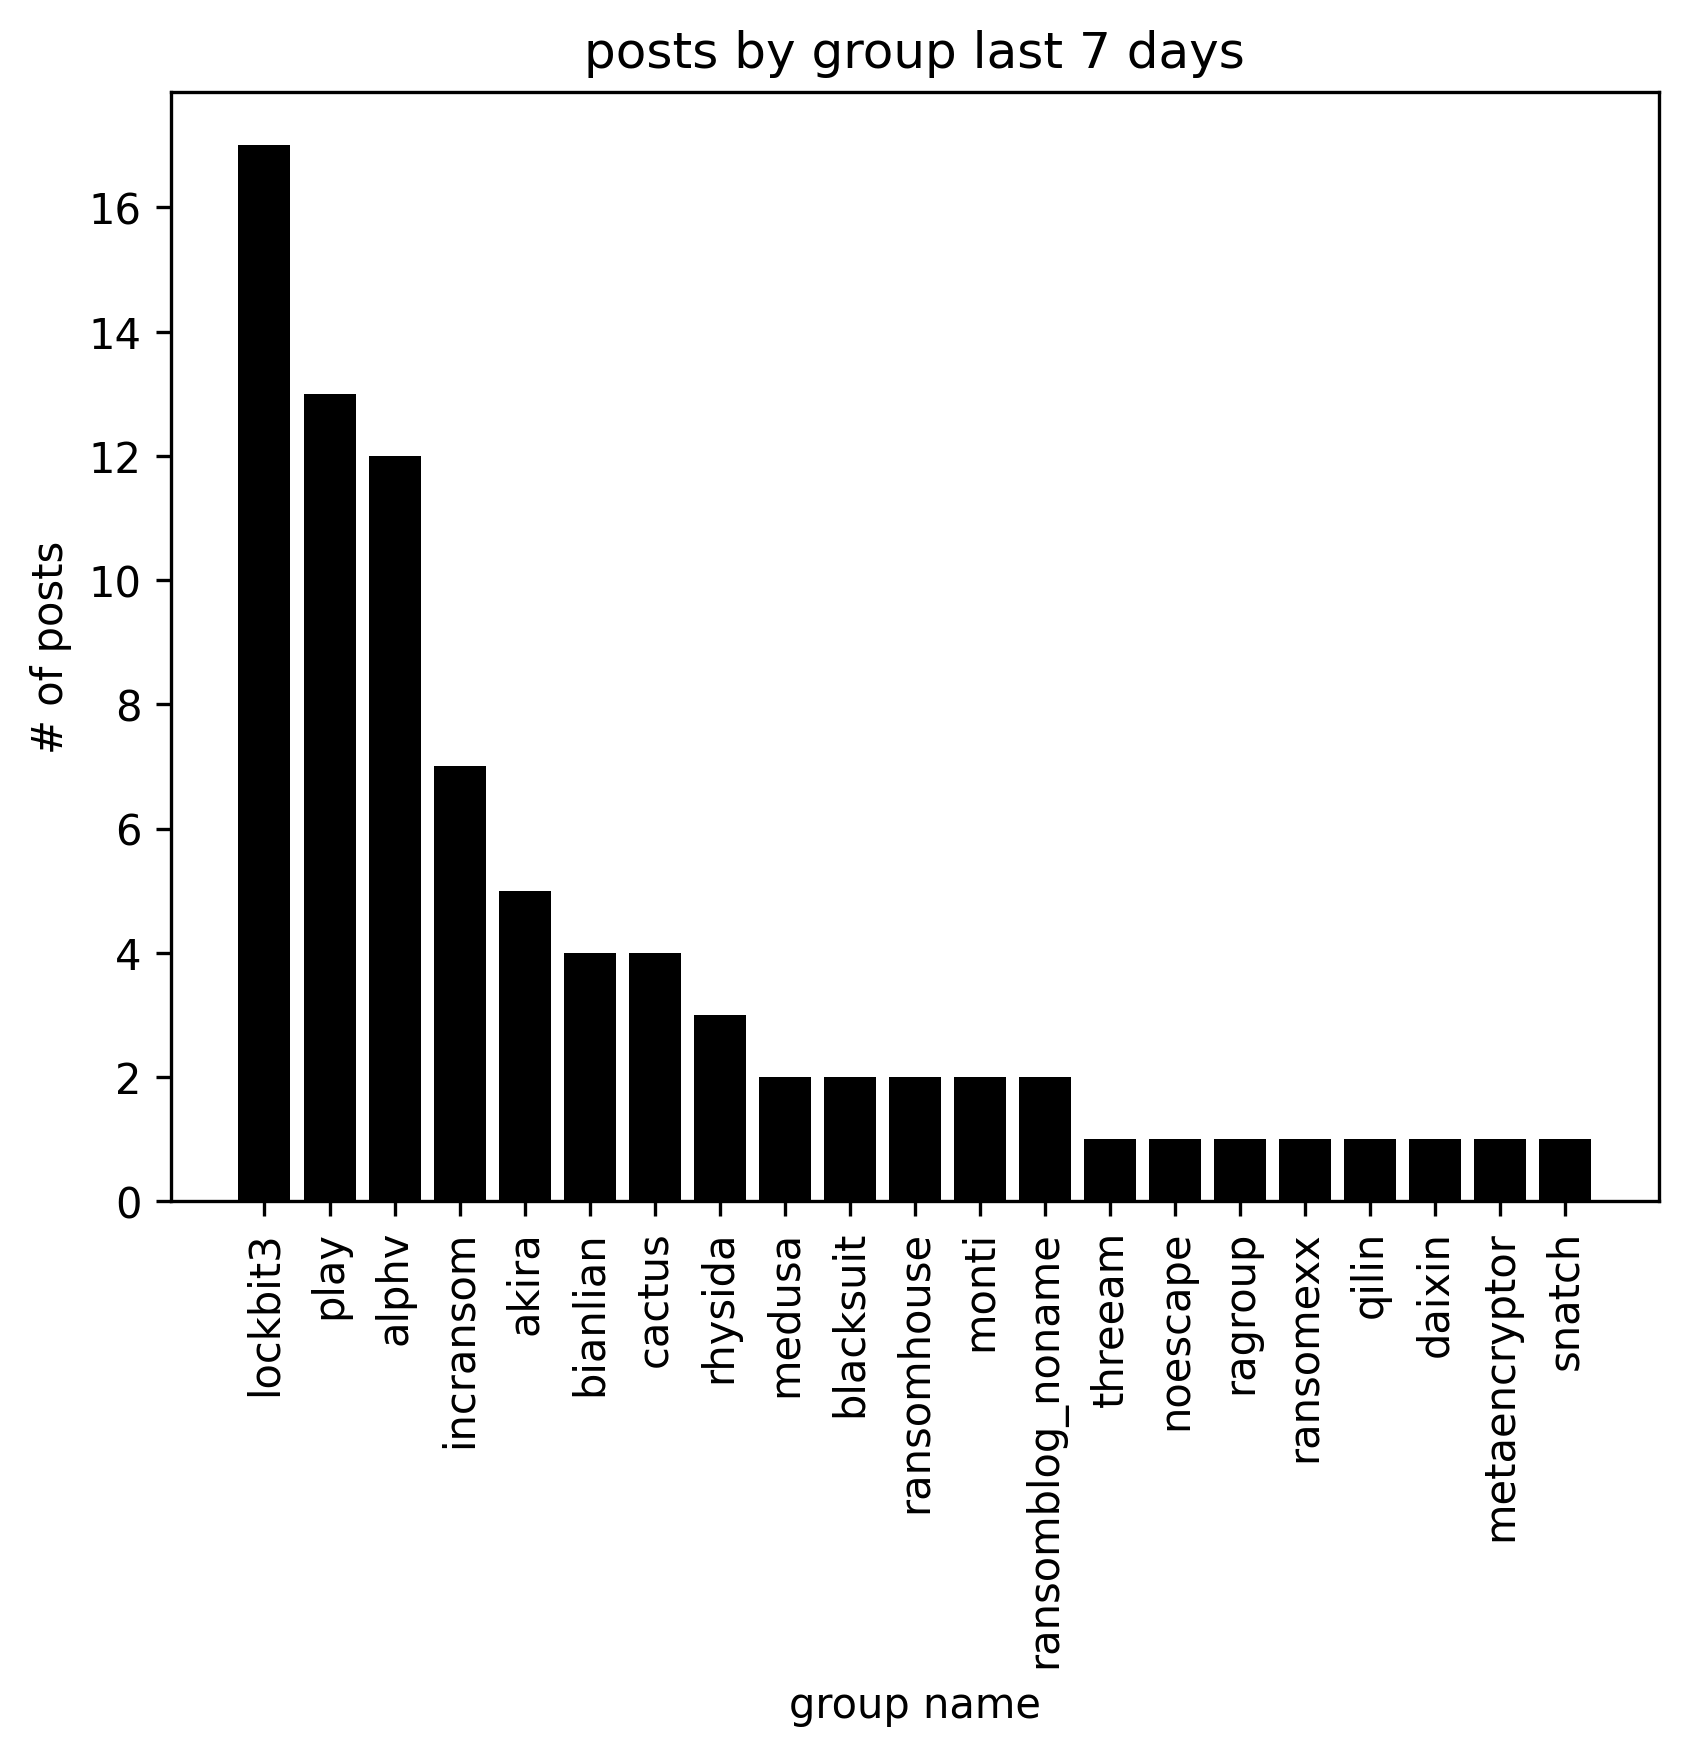 posts by group last 7 days
# of posts
16
14
12
10
8
6
4
2
0
lockbit3
play
alphv
incransom
akira
bianlian
cactus
rhysida
medusa
blacksuit
ransomhouse
monti
ransomblog_noname
threeam
noescape
ragroup
ransomexx
qilin
daixin
metaencryptor
snatch
group name